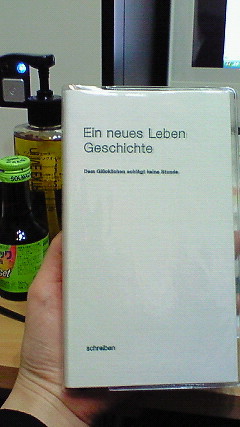 Ein neues Leben
Geschichte
Dem Glücklichen schlägt keine Stunde.
schreiben